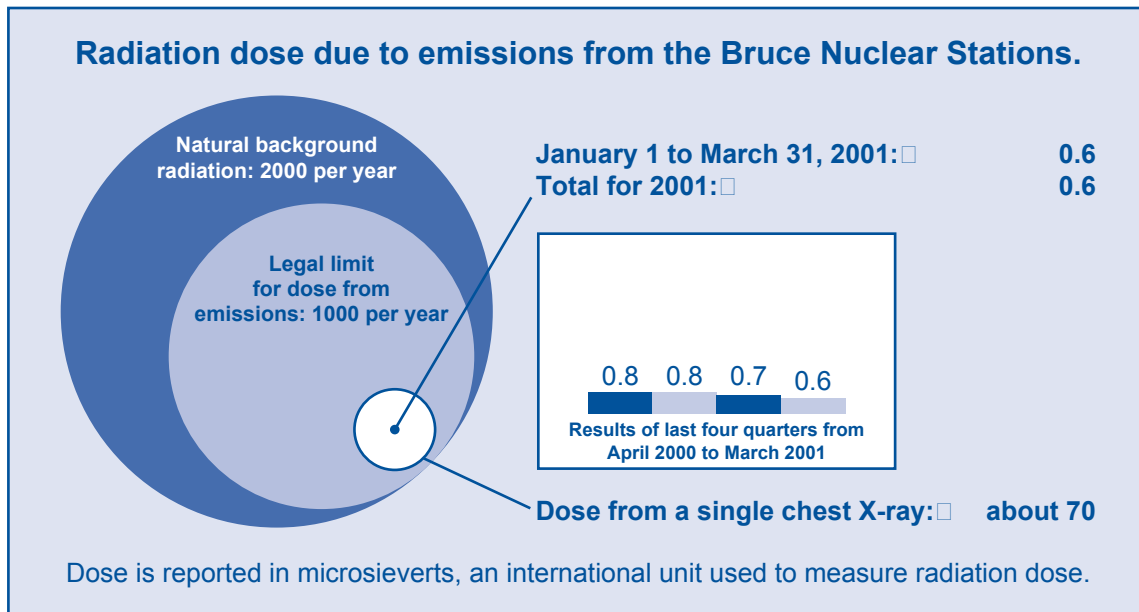 Radiation dose due to emissions from the Bruce Nuclear Stations.
Natural background
radiation: 2000 per year
Legal limit
for dose from
emissions: 1000 per year
January 1 to March 31, 2001:□ 0.6
Total for 2001:□ 0.6
0.8 0.8 0.7 0.6
Results of last four quarters from
April 2000 to March 2001
Dose from a single chest X-ray:□ about 70
Dose is reported in microsieverts, an international unit used to measure radiation dose.